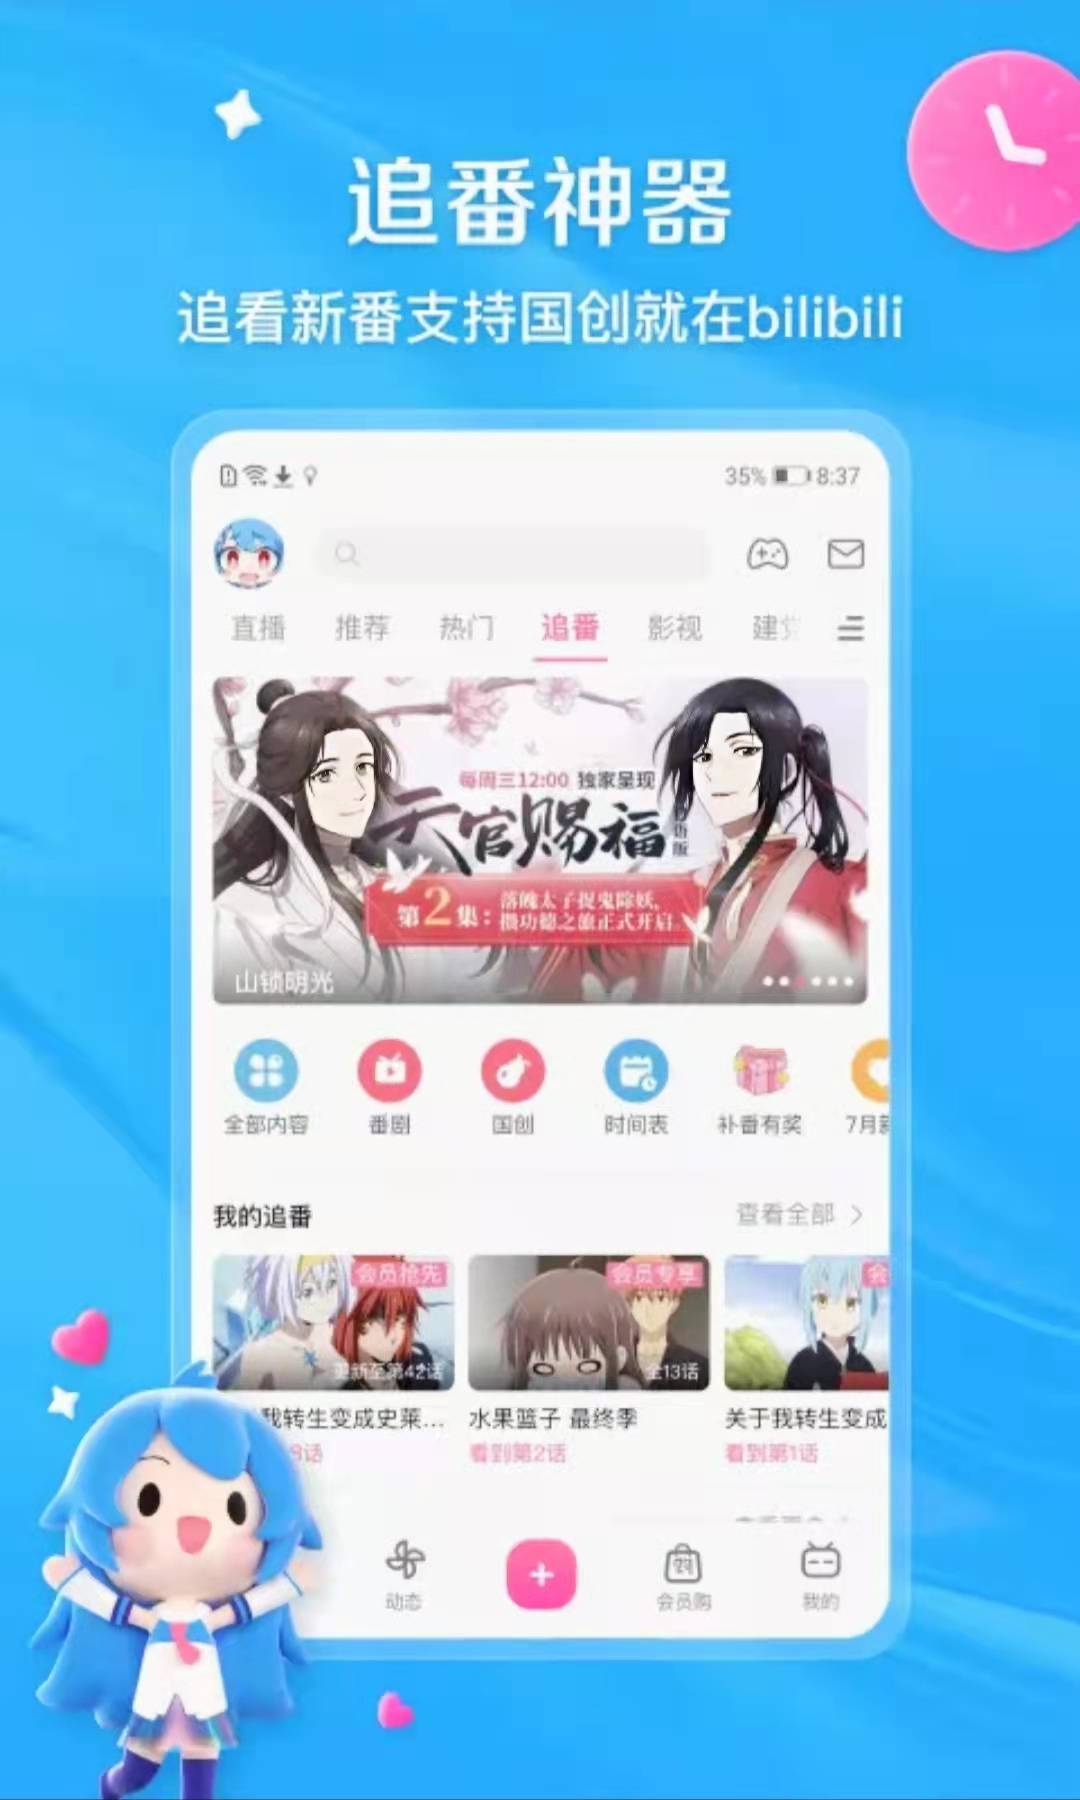 追番神器
追看新番支持国创就在bilibili
35% 8:37
直播 推荐 热门 追番 影视 建党
每周三12:00 独家呈现
天官赐福
第2集：
落魄太子捉鬼除妖，
攒功德之旅正式开启。
山锁明光
全部内容 番剧 国创 时间表 补番有奖 7月新
我的追番 查看全部
会员抢先 会员专享 会
更新至第42话 全13话
我转生变成史莱... 水果篮子 最终季 关于我转生变成
8话 看到第2话 看到第1话
动态 会员购 我的